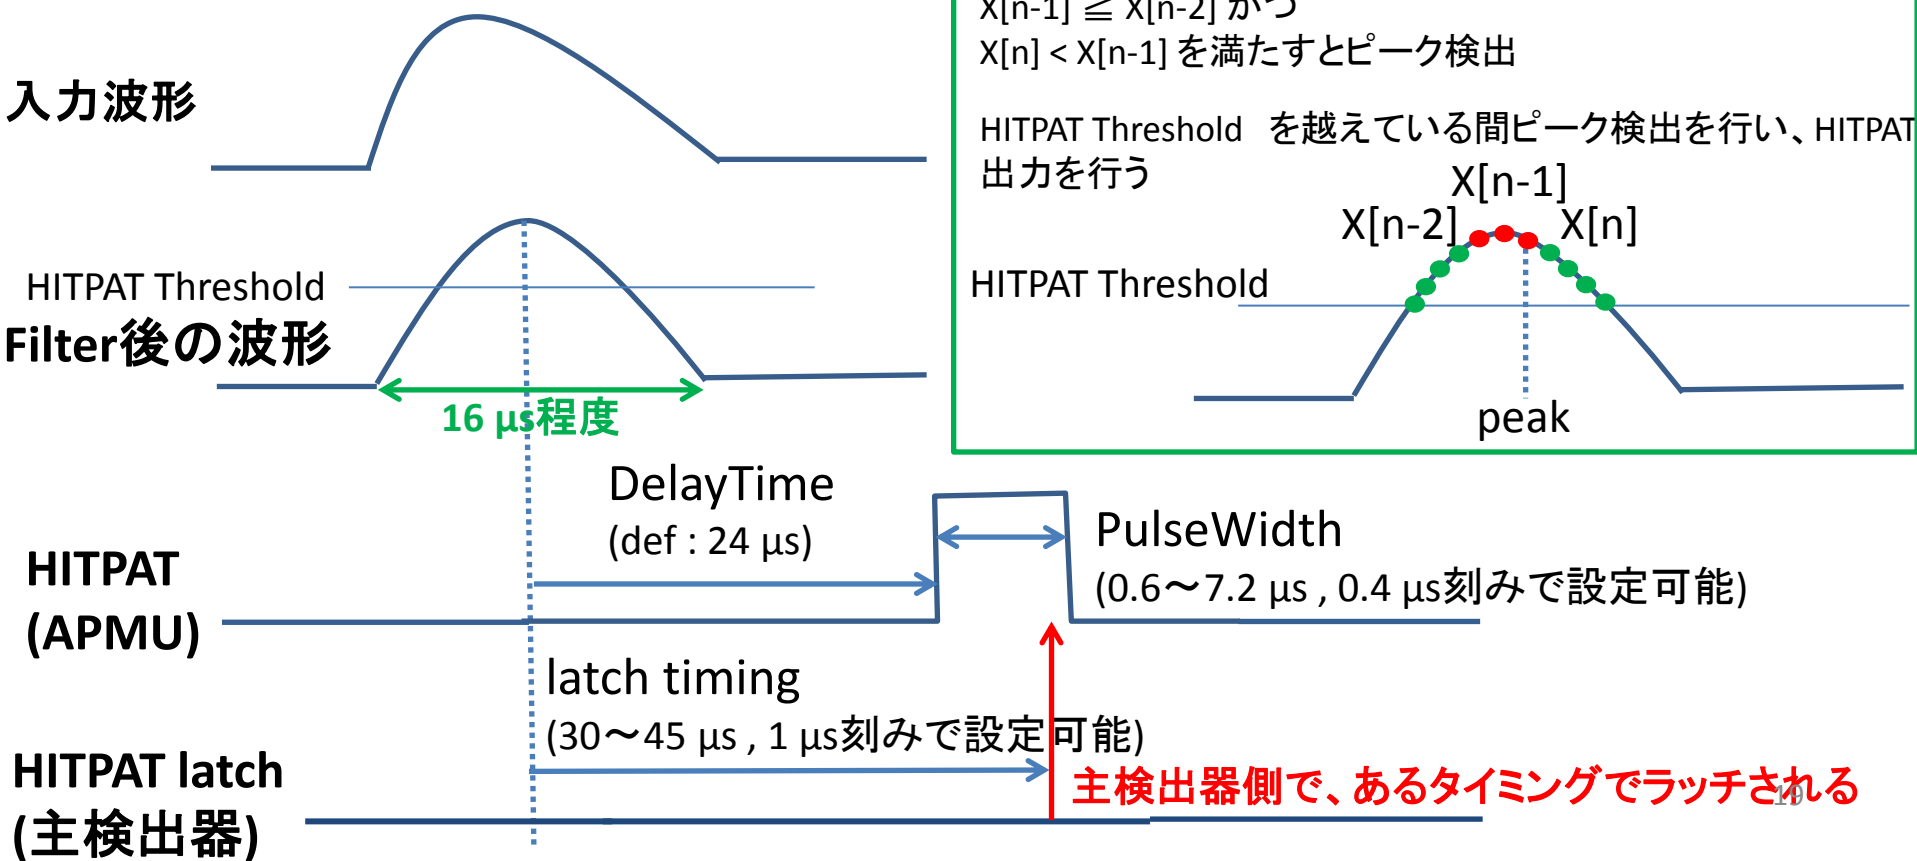 X[n-1] ≧ X[n-2] かつ
X[n] < X[n-1] を満たすとピーク検出
HITPAT Threshold を越えている間ピーク検出を行い、HITPAT
出力を行う
X[n-1]
X[n-2]
X[n]
HITPAT Threshold
peak
入力波形
HITPAT Threshold
Filter後の波形
16 μs程度
DelayTime
(def : 24 μs)
PulseWidth
(0.6～7.2 μs , 0.4 μs刻みで設定可能)
HITPAT
(APMU)
latch timing
(30～45 μs , 1 μs刻みで設定可能)
HITPAT latch
(主検出器)
主検出器側で、あるタイミングでラッチされる
19